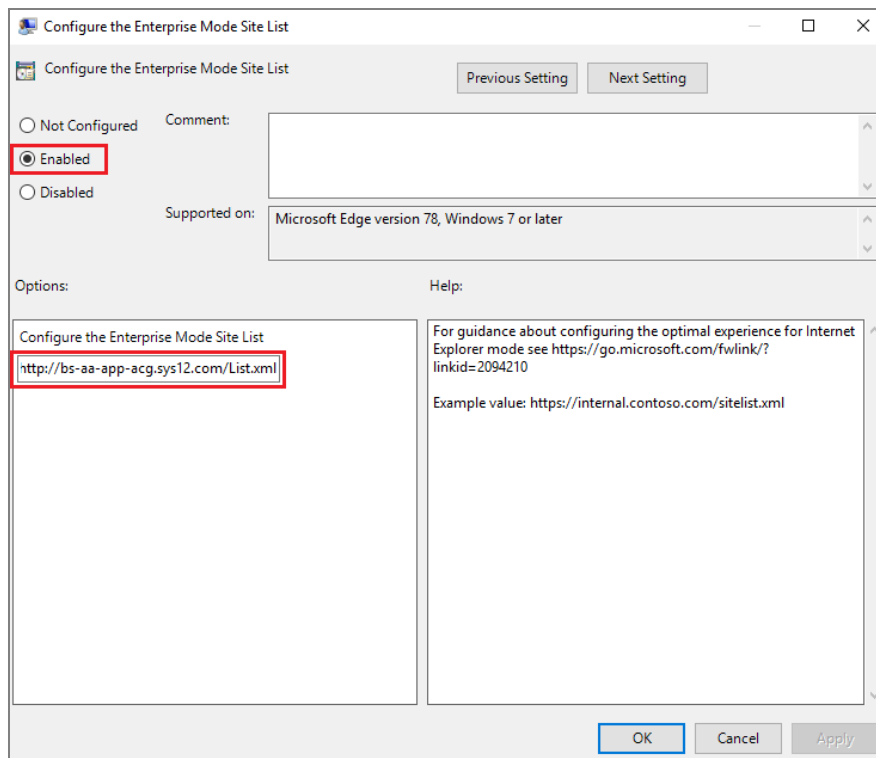 Configure the Enterprise Mode Site List
Configure the Enterprise Mode Site List
Previous Setting
Next Setting
Not Configured
Comment:
Enabled
Disabled
Supported on:
Microsoft Edge version 78, Windows 7 or later
Options:
Help:
Configure the Enterprise Mode Site List
http://bs-aa-app-acg.sys12.com/List.xml
For guidance about configuring the optimal experience for Internet
Explorer mode see https://go.microsoft.com/fwlink/?
linkid=2094210
Example value: https://internal.contoso.com/sitelist.xml
OK
Cancel
Apply